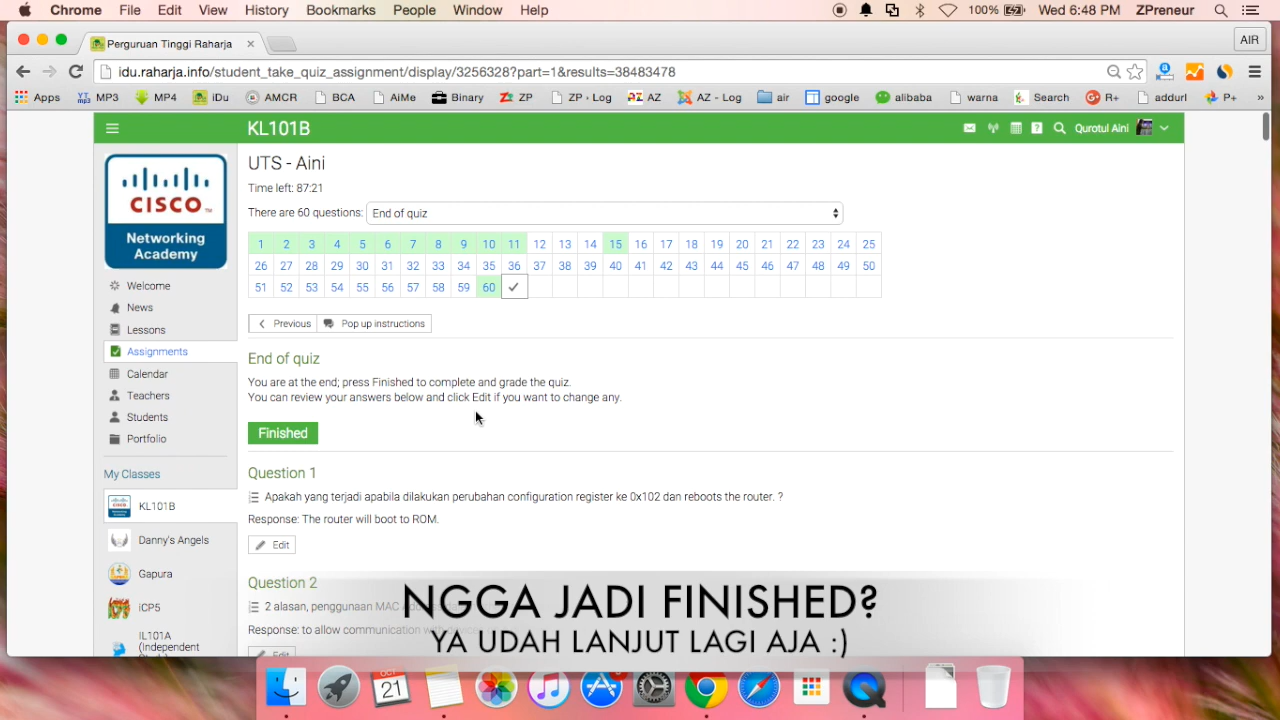 Chrome File Edit View History Bookmarks People Window Help 100% Wed 6:48 PM ZPreneur
Perguruan Tinggi Raharja AIR
idu.raharja.info/student_take_quiz_assignment/display/3256328?part=1&results=38483478
Apps MP3 MP4 iDu AMCR BCA AiMe Binary ZP ZP - Log AZ AZ - Log air google alibaba warna Search R+ addurl P+ »
KL101B Qurotul Aini
CISCO
Networking
Academy
Welcome
News
Lessons
Assignments
Calendar
Teachers
Students
Portfolio
My Classes
KL101B
Danny's Angels
Gapura
iCP5
IL101A
(Independent
UTS - Aini
Time left: 87:21
There are 60 questions: End of quiz
1 2 3 4 5 6 7 8 9 10 11 12 13 14 15 16 17 18 19 20 21 22 23 24 25
26 27 28 29 30 31 32 33 34 35 36 37 38 39 40 41 42 43 44 45 46 47 48 49 50
51 52 53 54 55 56 57 58 59 60
Previous Pop up instructions
End of quiz
You are at the end; press Finished to complete and grade the quiz.
You can review your answers below and click Edit if you want to change any.
Finished
Question 1
Apakah yang terjadi apabila dilakukan perubahan configuration register ke 0x102 dan reboots the router. ?
Response: The router will boot to ROM.
Edit
Question 2
2 alasan, penggunaan MAC
Response: to allow communication
Edit
NGGA JADI FINISHED?
YA UDAH LANJUT LAGI AJA :)
OCT
21